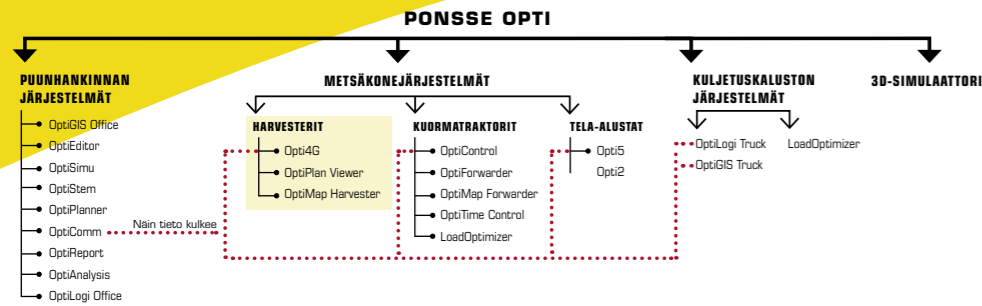 PONSSE OPTI
PUUNHANKINNAN
JÄRJESTELMÄT
OptiGIS Office
OptiEditor
OptiSimu
OptiStem
OptiPlanner
OptiComm
OptiReport
OptiAnalysis
OptiLogi Office
Näin tieto kulkee
METSÄKONEJÄRJESTELMÄT
HARVESTERIT
Opti4G
OptiPlan Viewer
OptiMap Harvester
KUORMATRAKTORIT
OptiControl
OptiForwarder
OptiMap Forwarder
OptiTime Control
LoadOptimizer
TELA-ALUSTAT
Opti5
Opti2
KULJETUSKALUSTON
JÄRJESTELMÄT
OptiLogi Truck
OptiGIS Truck
LoadOptimizer
3D-SIMULAATTORI